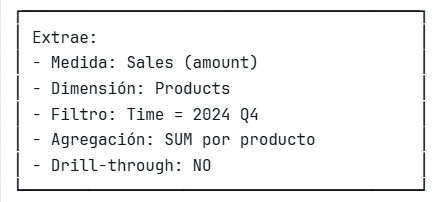 Extrae:
- Medida: Sales (amount)
- Dimensión: Products
- Filtro: Time = 2024 Q4
- Agregación: SUM por producto
- Drill-through: NO